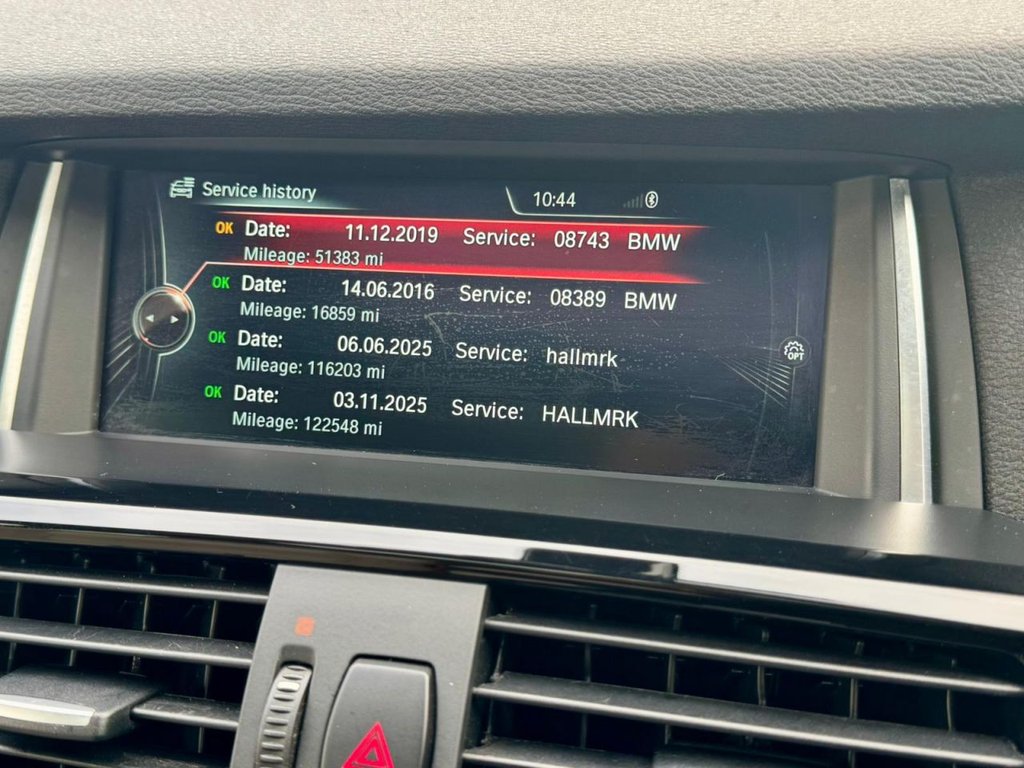 Service history 10:44
OK Date: 11.12.2019 Service: 08743 BMW
Mileage: 51383 mi
OK Date: 14.06.2016 Service: 08389 BMW
Mileage: 16859 mi
OK Date: 06.06.2025 Service: hallmrk
Mileage: 116203 mi
OPT
OK Date: 03.11.2025 Service: HALLMRK
Mileage: 122548 mi